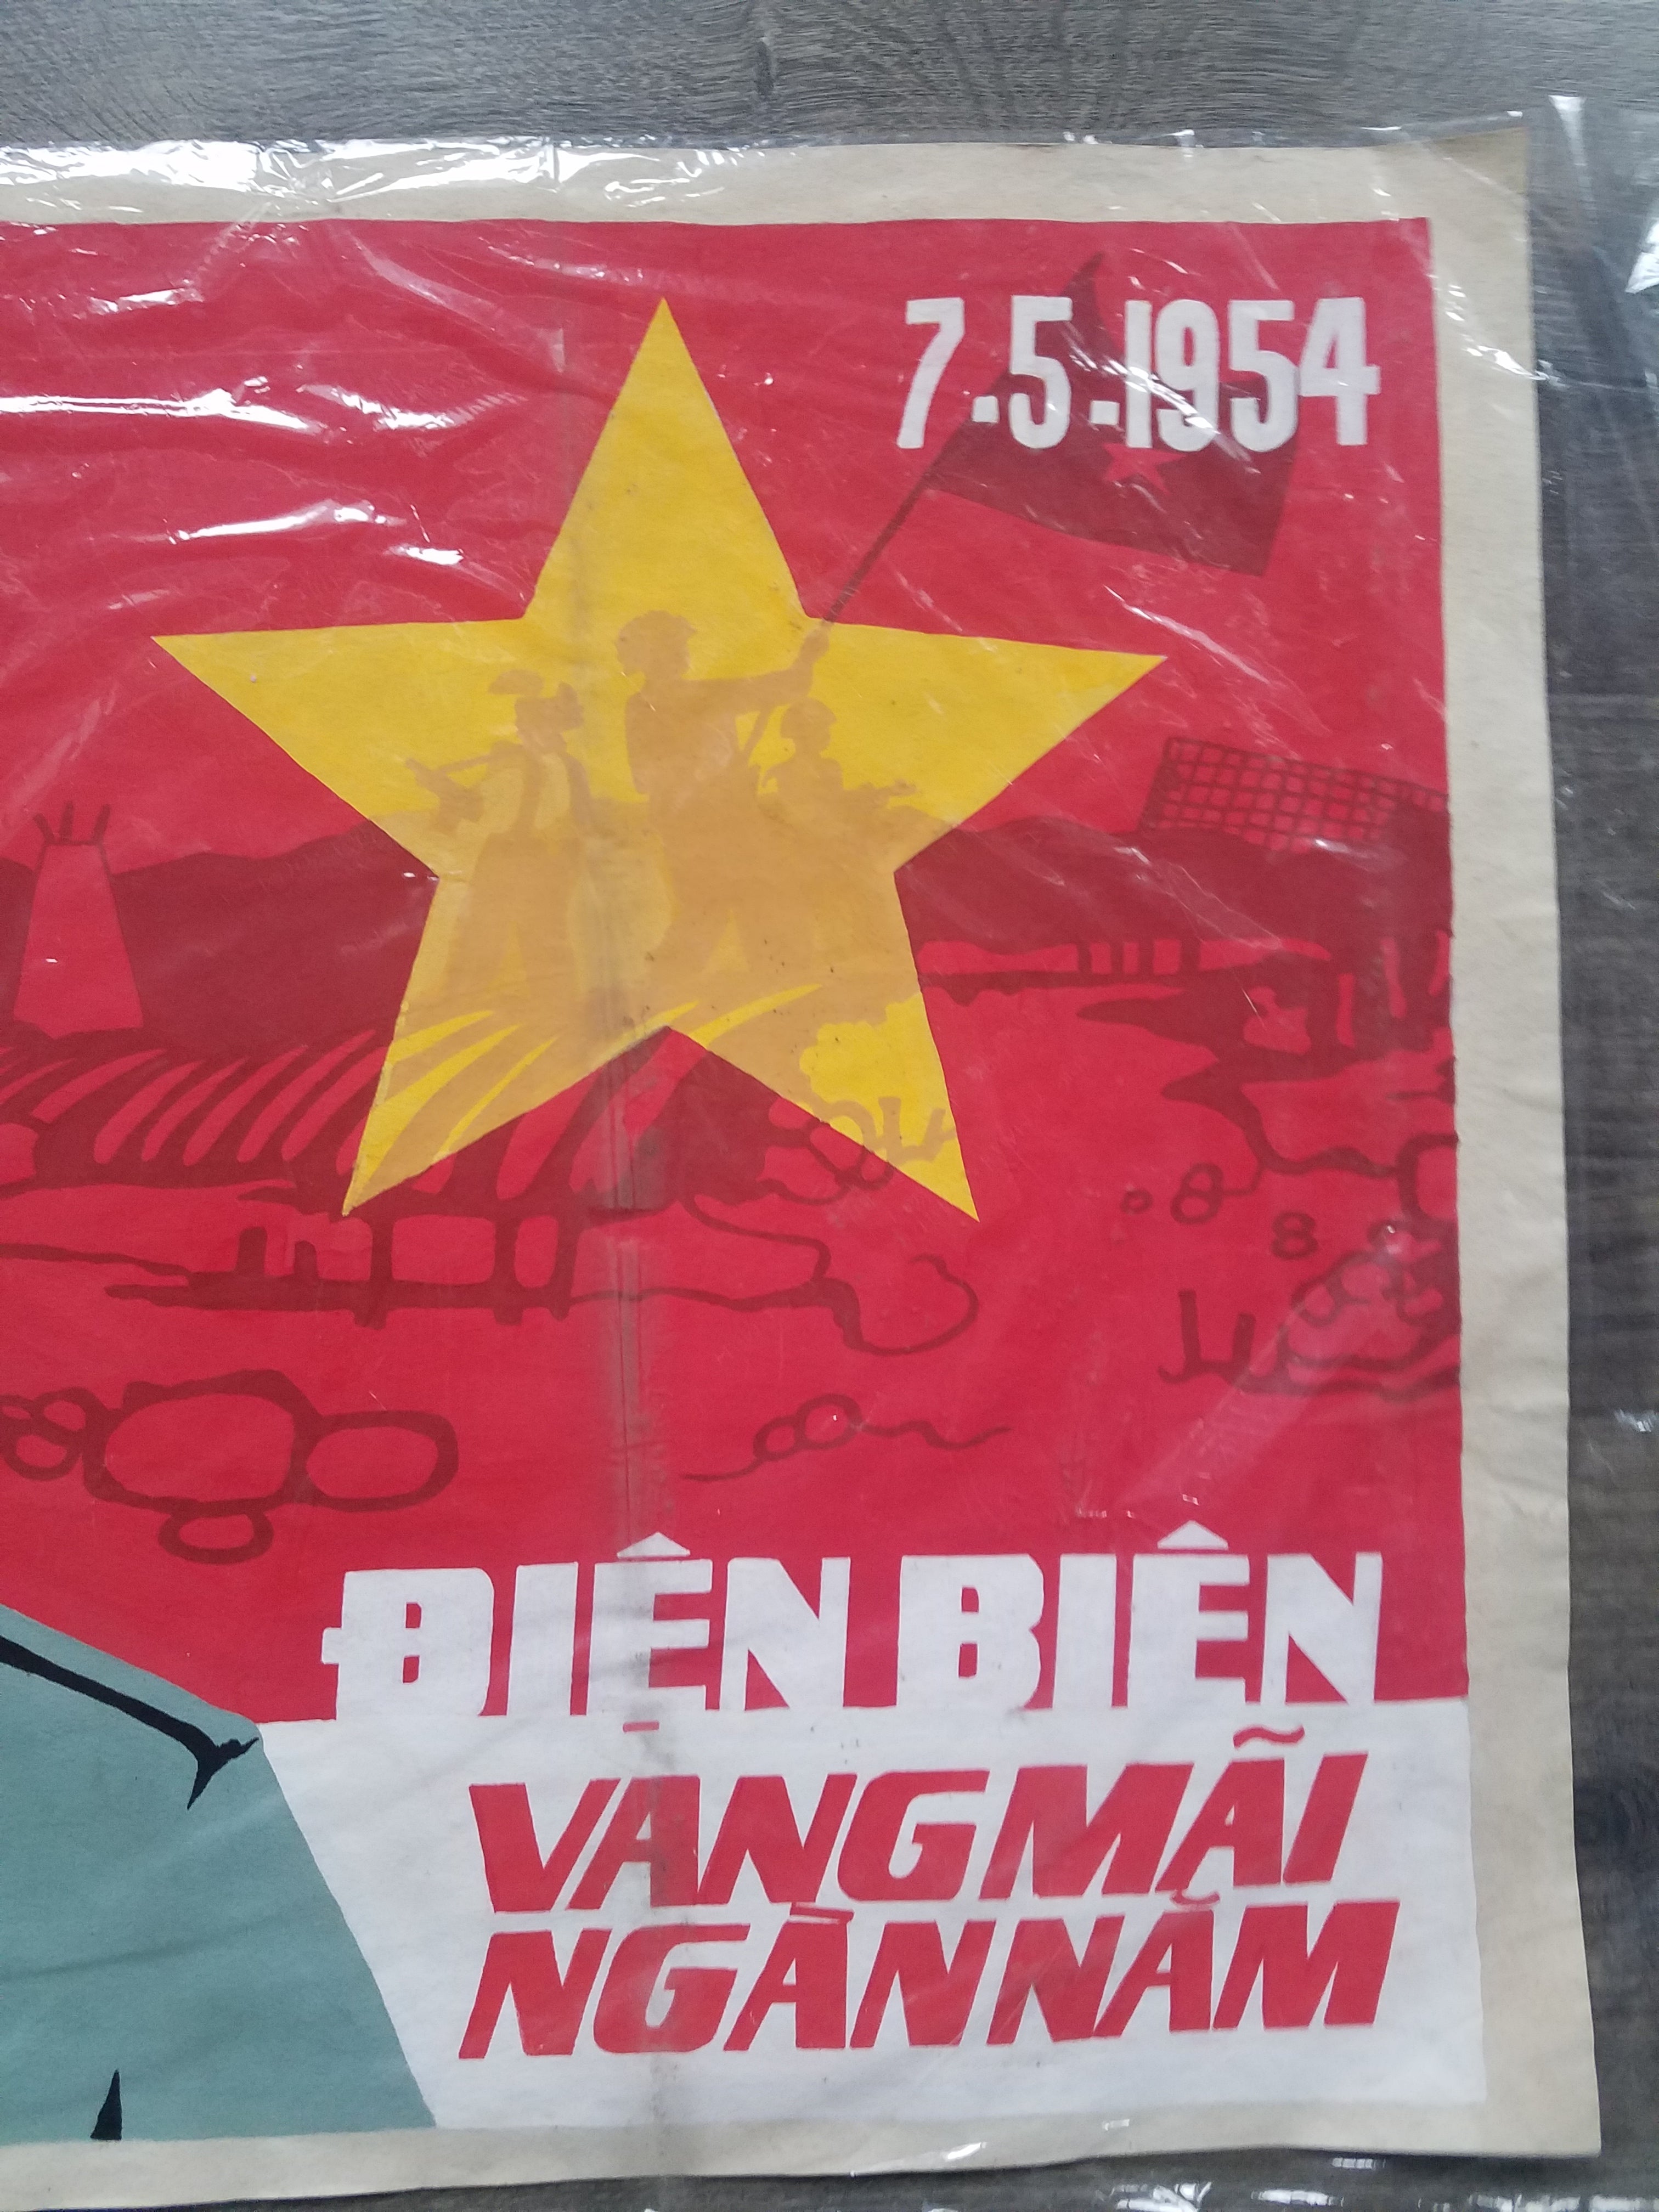 7.5.1954
ĐIỆN BIÊN
VANG MÃI
NGÀN NĂM